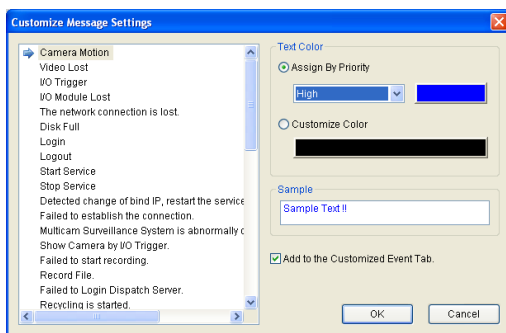 Customize Message Settings
Camera Motion
Video Lost
I/O Trigger
I/O Module Lost
The network connection is lost.
Disk Full
Login
Logout
Start Service
Stop Service
Detected change of bind IP, restart the service
Failed to establish the connection.
Multicam Surveillance System is abnormally
Show Camera by I/O Trigger.
Failed to start recording.
Record File.
Failed to Login Dispatch Server.
Recycling is started.
Text Color
Assign By Priority
High
Customize Color
Sample
Sample Text !!
Add to the Customized Event Tab.
OK
Cancel